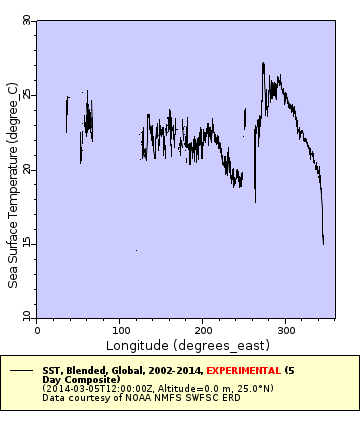 30
25
20
15
10
Sea Surface Temperature (degree_C)
0
100
200
300
Longitude (degrees_east)
SST, Blended, Global, 2002-2014, EXPERIMENTAL (5
Day Composite)
(2014-03-05T12:00:00Z, Altitude=0.0 m, 25.0°N)
Data courtesy of NOAA NMFS SWFSC ERD